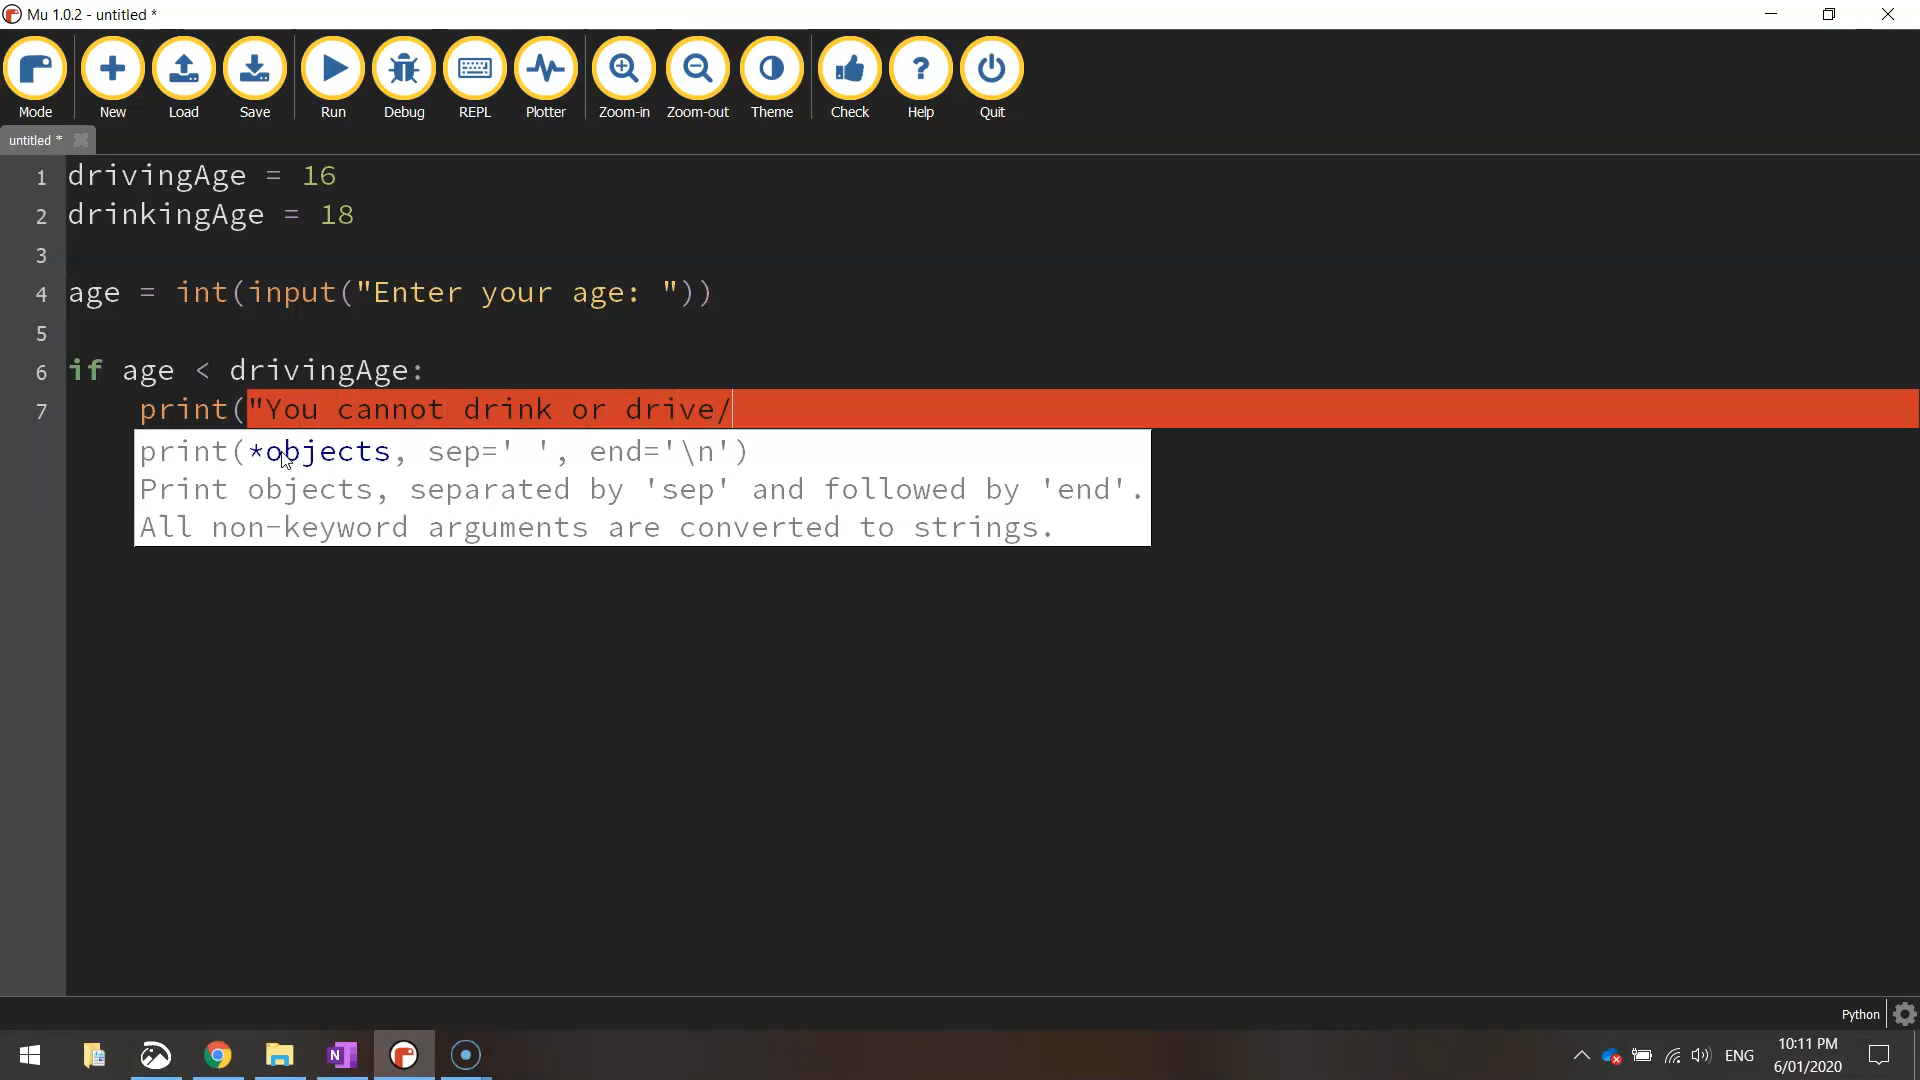 Mu 1.0.2 - untitled *
Mode New Load Save Run Debug REPL Plotter Zoom-in Zoom-out Theme Check Help Quit
untitled *
1 drivingAge = 16
2 drinkingAge = 18
3
4 age = int(input("Enter your age: "))
5
6 if age < drivingAge:
7 print("You cannot drink or drive/
print(*objects, sep=' ', end='\n')
Print objects, separated by 'sep' and followed by 'end'.
All non-keyword arguments are converted to strings.
Python
N ENG 10:11 PM
6/01/2020